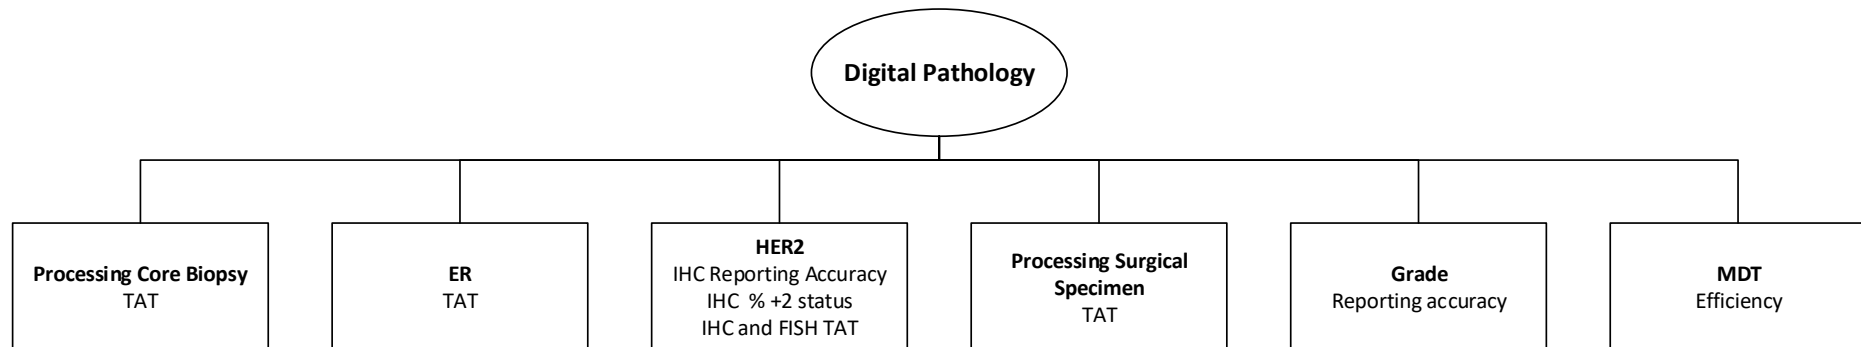 Digital Pathology
Processing Core Biopsy
TAT
ER
TAT
HER2
IHC Reporting Accuracy
IHC % +2 status
IHC and FISH TAT
Processing Surgical
Specimen
TAT
Grade
Reporting accuracy
MDT
Efficiency